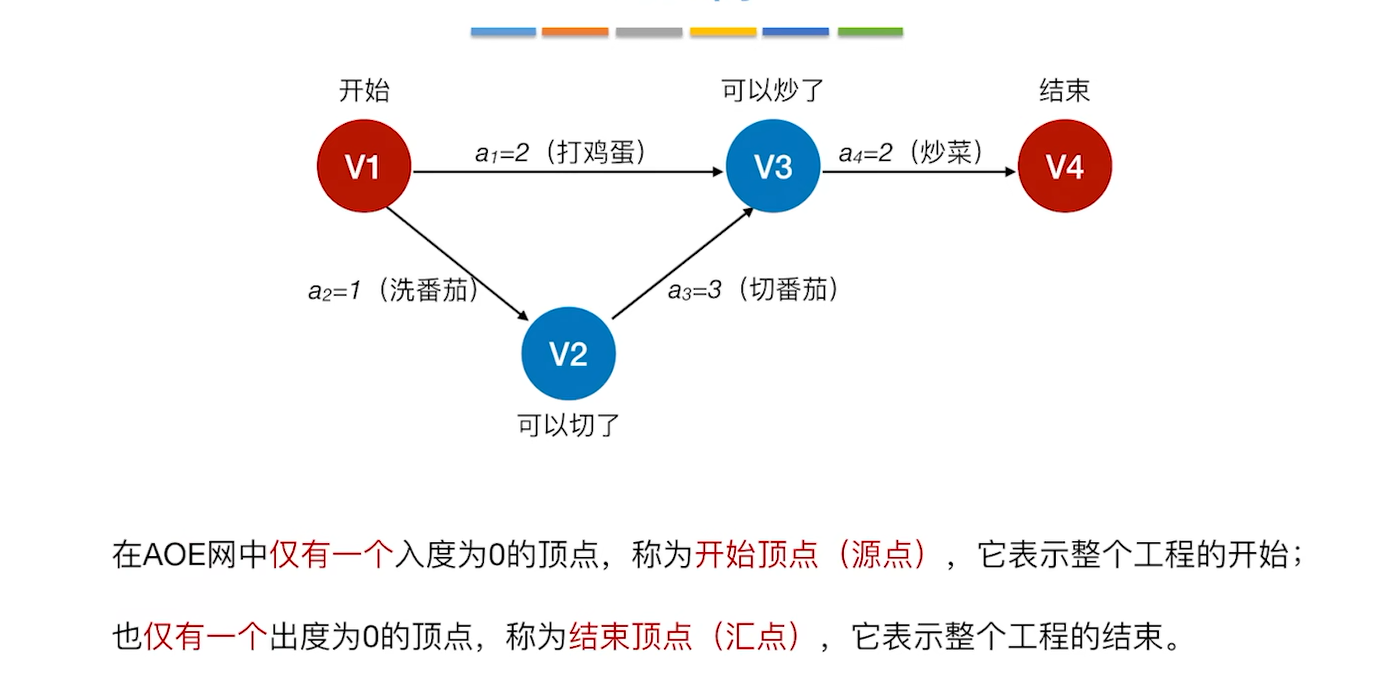 开始
可以炒了
结束
V1
a₁=2（打鸡蛋）
V3
a₄=2（炒菜）
V4
a₂=1（洗番茄）
a₃=3（切番茄）
V2
可以切了
在AOE网中仅有一个入度为0的顶点，称为开始顶点（源点），它表示整个工程的开始；
也仅有一个出度为0的顶点，称为结束顶点（汇点），它表示整个工程的结束。